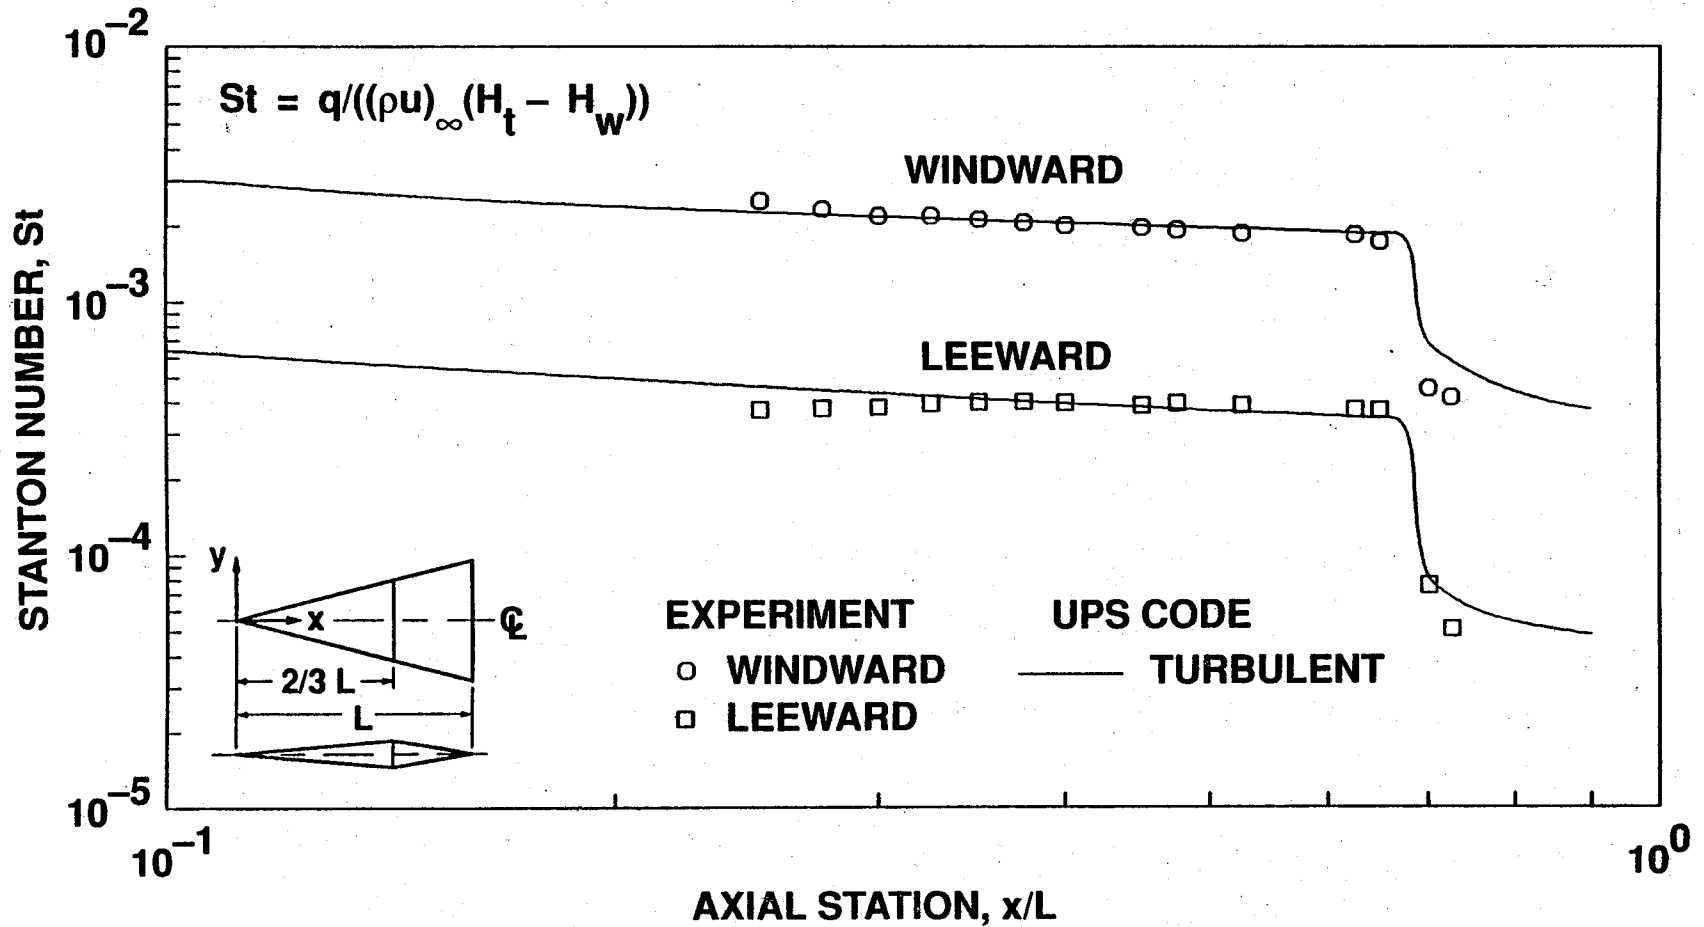 10⁻²
St = q/((ρu)∞(Hₜ − H_w))
WINDWARD
STANTON NUMBER, St
10⁻³
LEEWARD
10⁻⁴
y
x
℄
2/3 L
L
EXPERIMENT
UPS CODE
○ WINDWARD
— TURBULENT
□ LEEWARD
10⁻⁵
10⁻¹
10⁰
AXIAL STATION, x/L